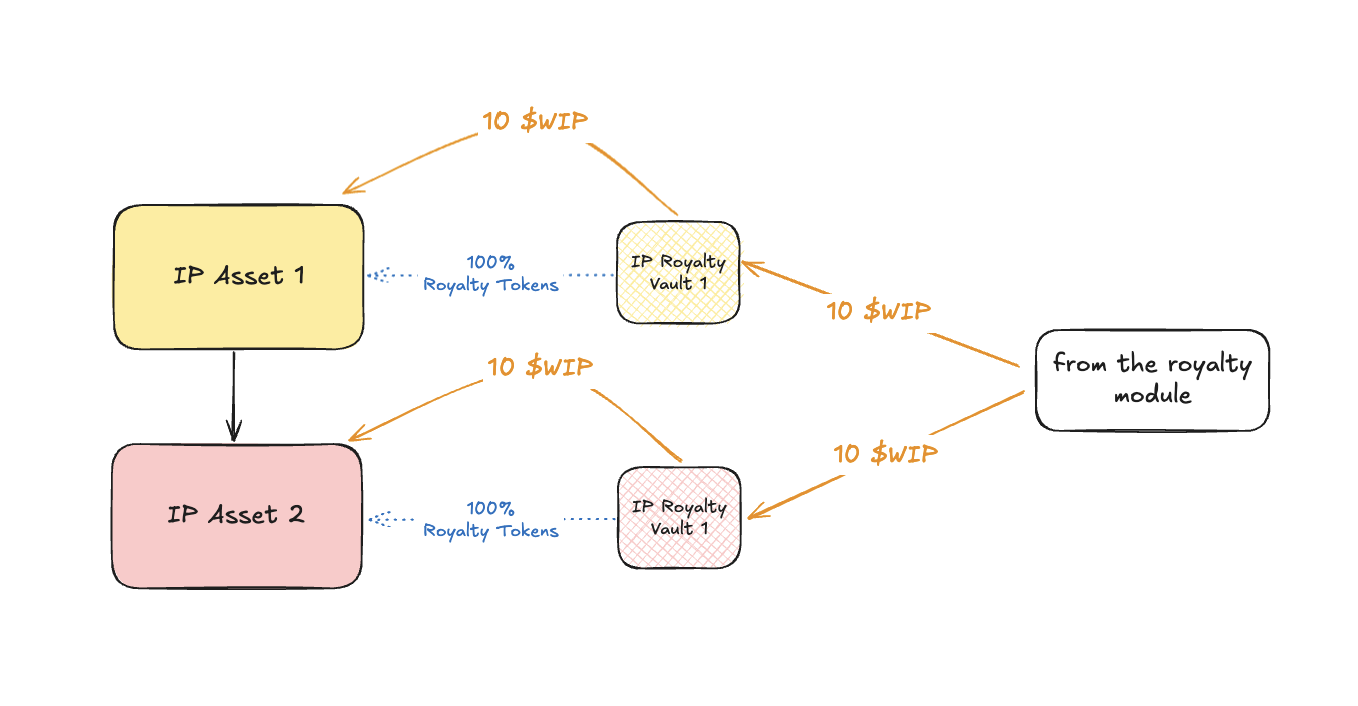 10 $WIP
IP Asset 1
100%
Royalty Tokens
IP Royalty
Vault 1
10 $WIP
from the royalty
module
10 $WIP
10 $WIP
IP Asset 2
100%
Royalty Tokens
IP Royalty
Vault 1